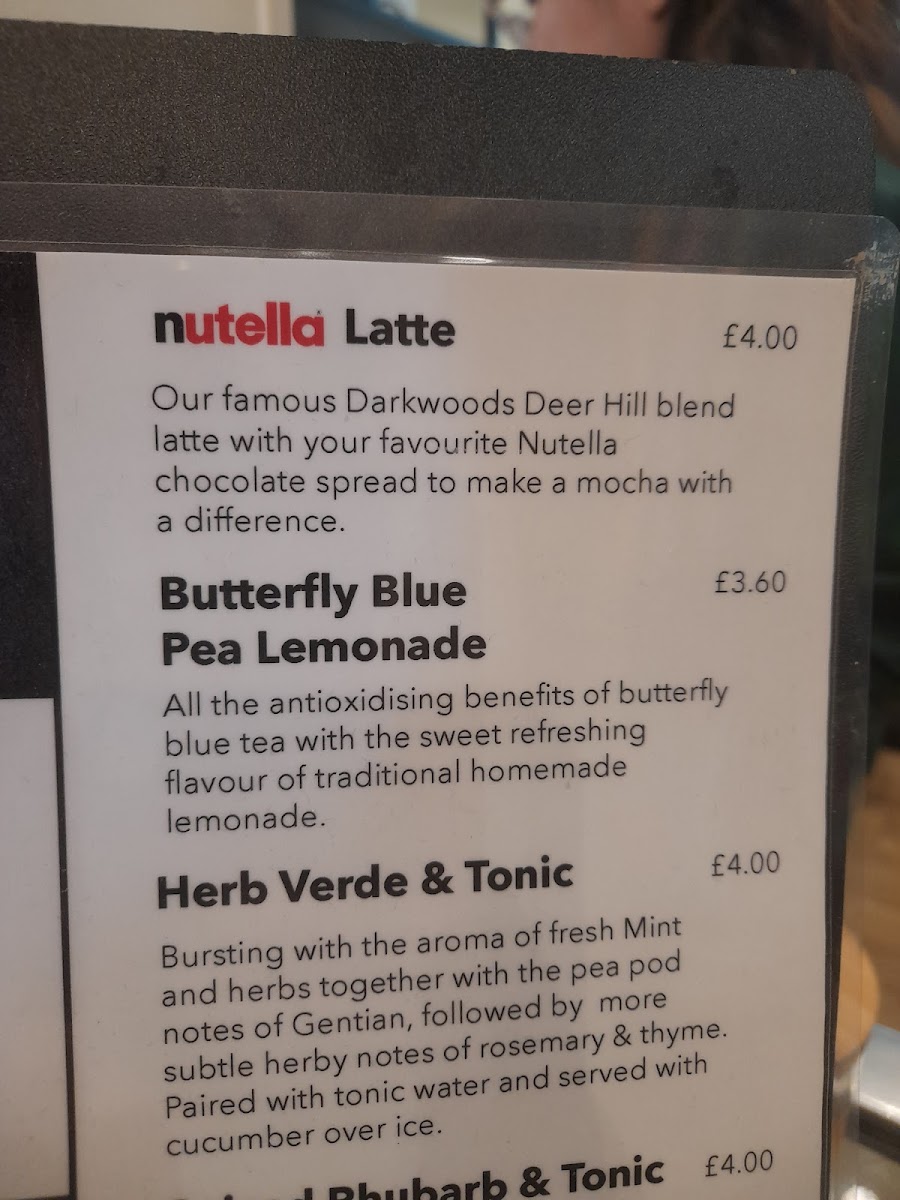 nutella Latte £4.00
Our famous Darkwoods Deer Hill blend
latte with your favourite Nutella
chocolate spread to make a mocha with
a difference.
Butterfly Blue £3.60
Pea Lemonade
All the antioxidising benefits of butterfly
blue tea with the sweet refreshing
flavour of traditional homemade
lemonade.
Herb Verde & Tonic £4.00
Bursting with the aroma of fresh Mint
and herbs together with the pea pod
notes of Gentian, followed by more
subtle herby notes of rosemary & thyme.
Paired with tonic water and served with
cucumber over ice.
Rhubarb & Tonic £4.00